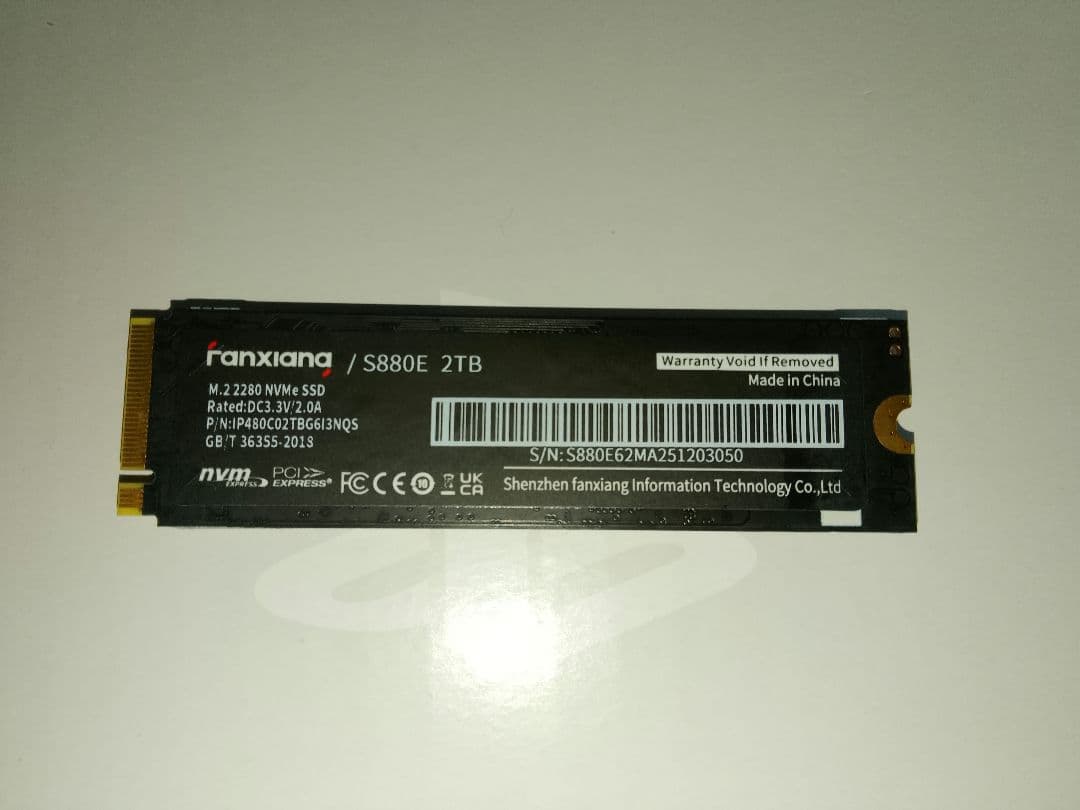 fanxiang / S880E 2TB
Warranty Void If Removed
Made in China
M.2 2280 NVMe SSD
Rated:DC3.3V/2.0A
P/N:IP480C02TBG6I3NQS
GB/T 36355-2018
S/N: S880E62MA251203050
nvm EXPRESS PCI EXPRESS® FC CE 10 UK CA
Shenzhen fanxiang Information Technology Co.,Ltd